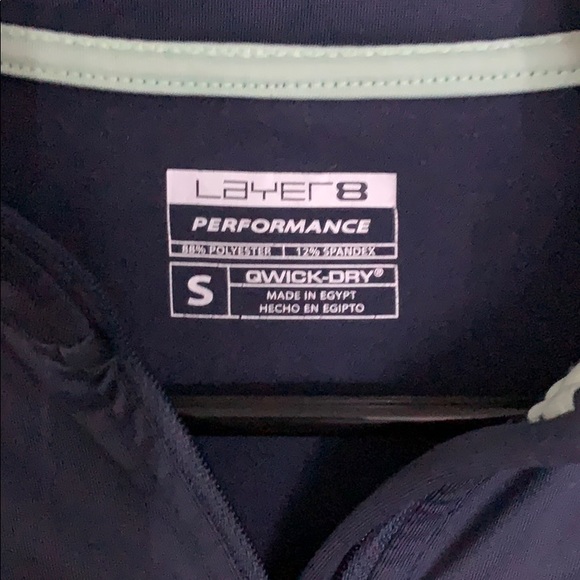 LaYEr8
PERFORMANCE
88% POLYESTER | 12% SPANDEX
S
QWICK-DRY®
MADE IN EGYPT
HECHO EN EGIPTO